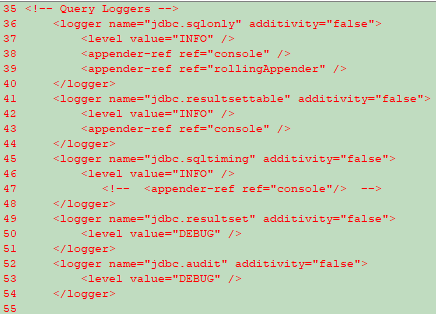 35 <!-- Query Loggers -->
36     <logger name="jdbc.sqlonly" additivity="false">
37         <level value="INFO" />
38         <appender-ref ref="console" />
39         <appender-ref ref="rollingAppender" />
40     </logger>
41     <logger name="jdbc.resultsettable" additivity="false">
42         <level value="INFO" />
43         <appender-ref ref="console" />
44     </logger>
45     <logger name="jdbc.sqltiming" additivity="false">
46         <level value="INFO" />
47            <!--  <appender-ref ref="console"/>  -->
48     </logger>
49     <logger name="jdbc.resultset" additivity="false">
50         <level value="DEBUG" />
51     </logger>
52     <logger name="jdbc.audit" additivity="false">
53         <level value="DEBUG" />
54     </logger>
55